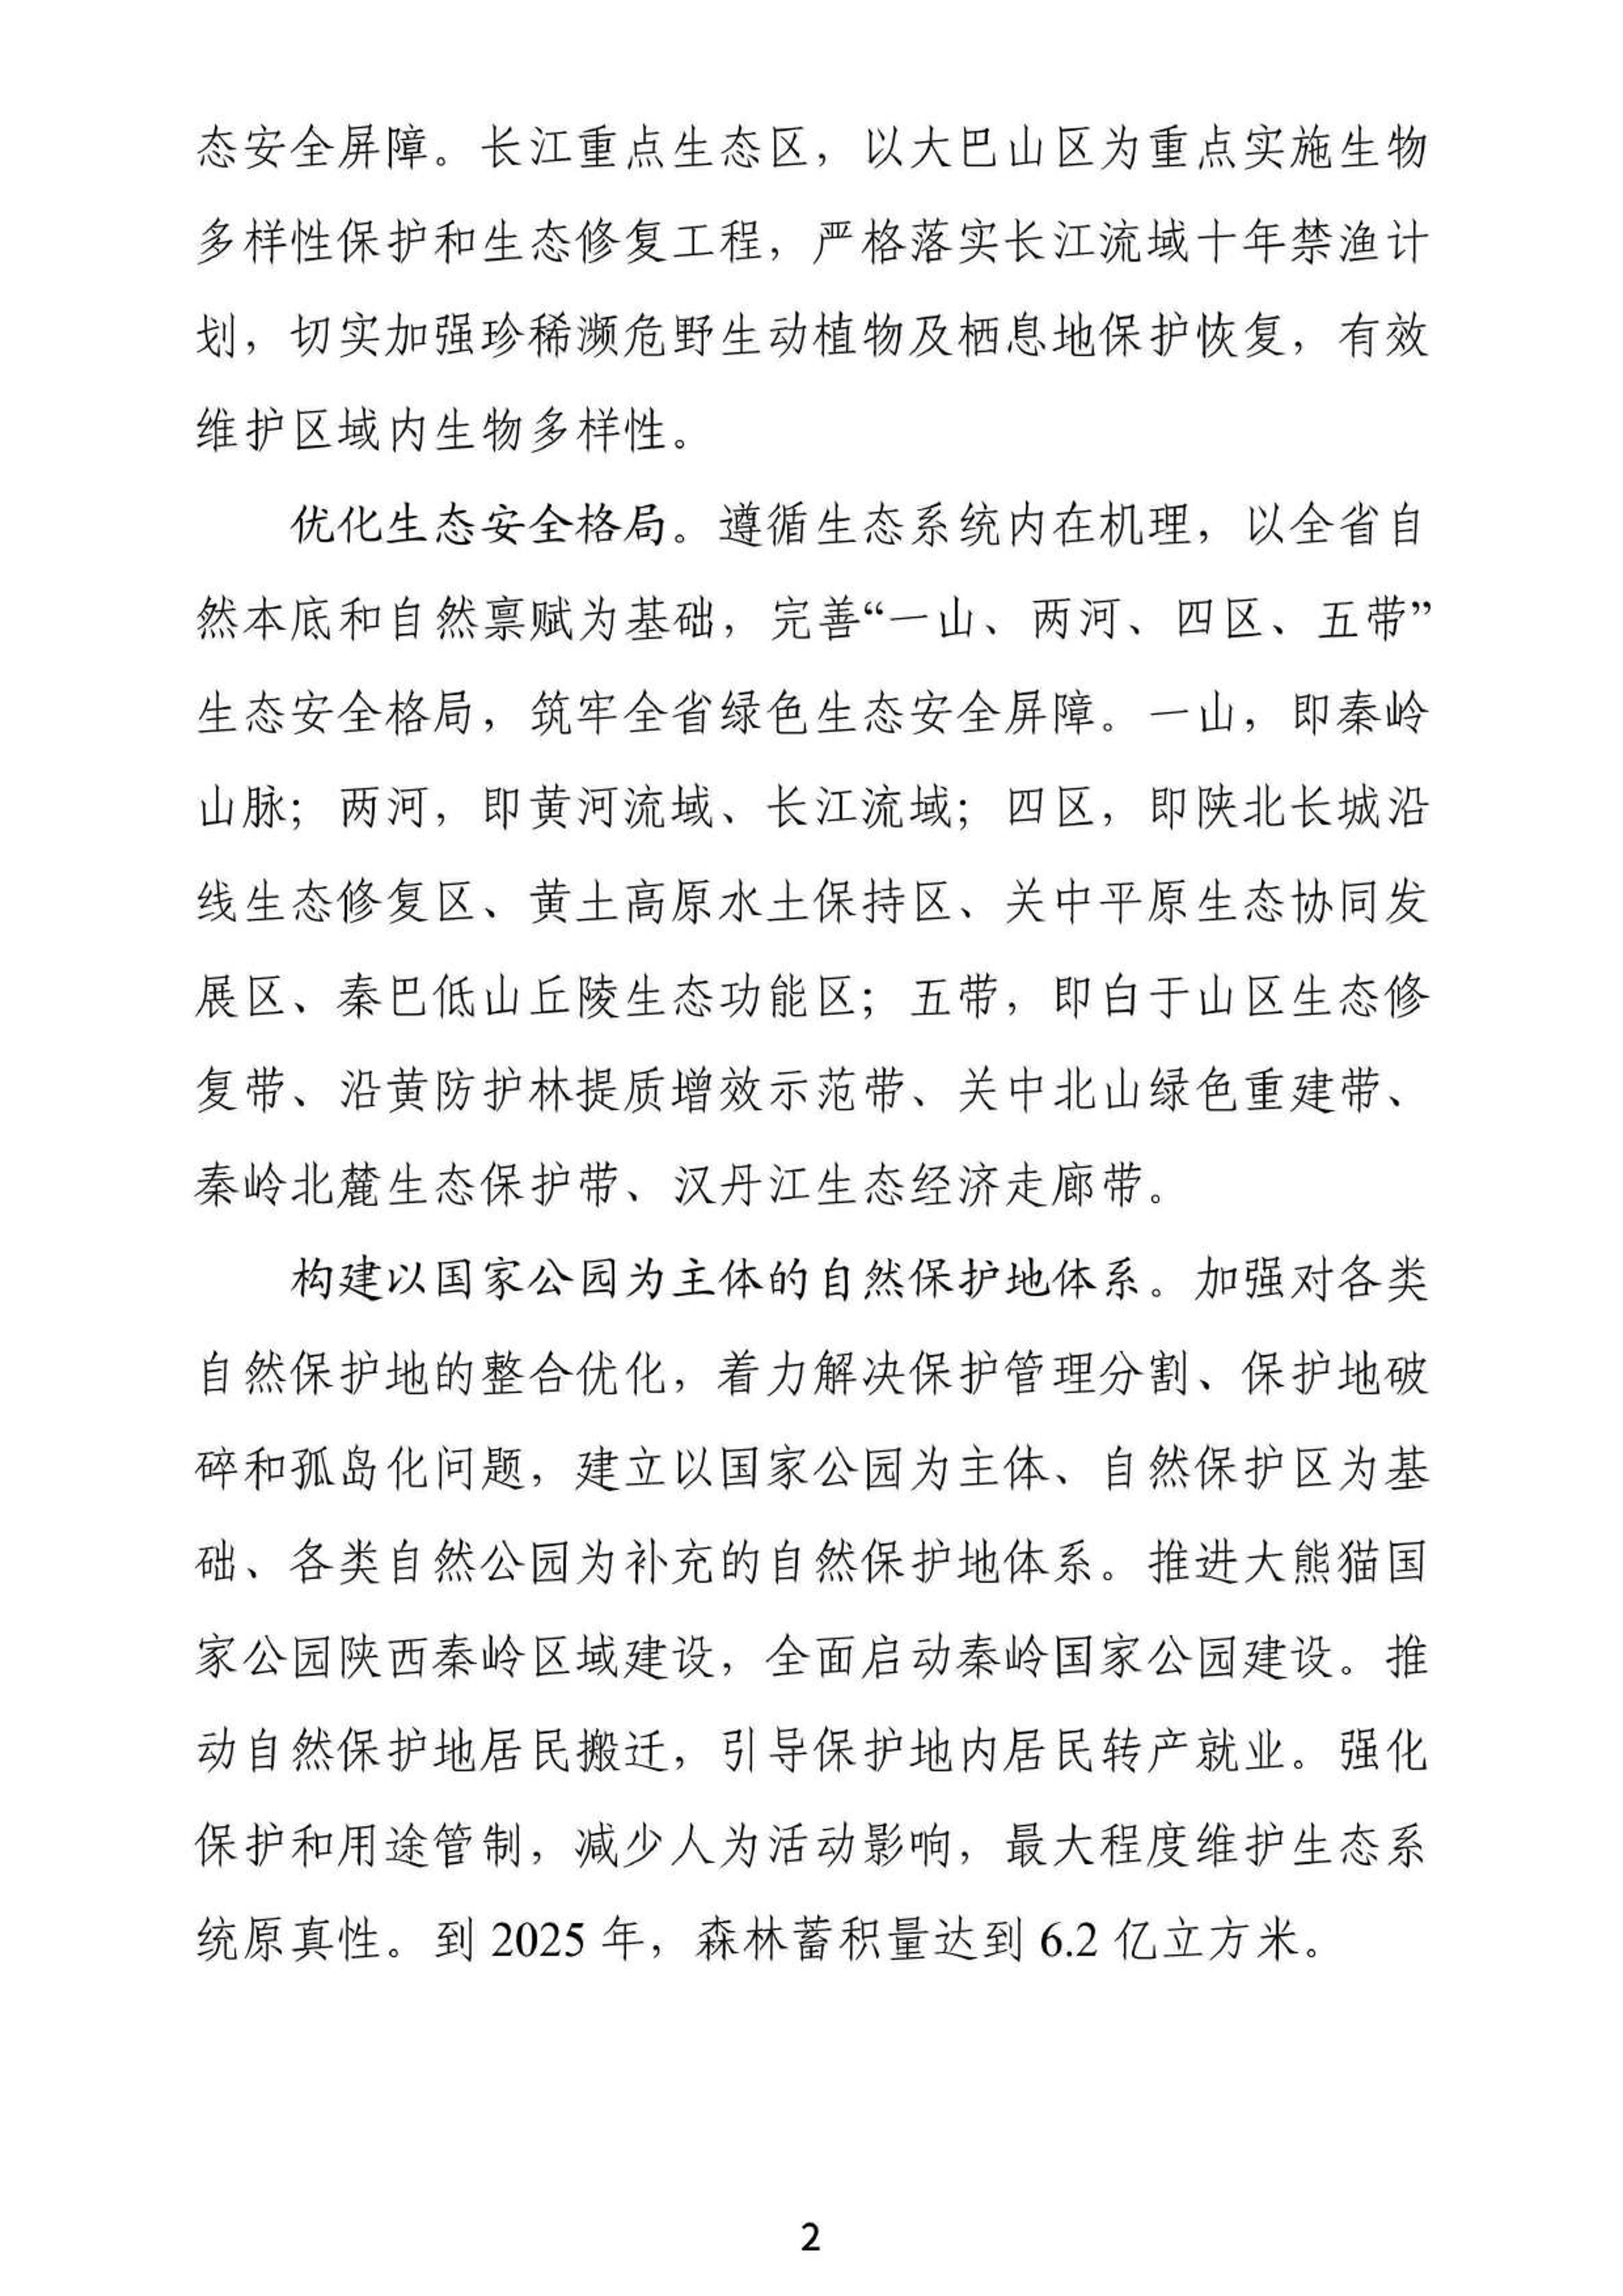 态安全屏障。长江重点生态区，以大巴山区为重点实施生物
多样性保护和生态修复工程，严格落实长江流域十年禁渔计
划，切实加强珍稀濒危野生动植物及栖息地保护恢复，有效
维护区域内生物多样性。
优化生态安全格局。遵循生态系统内在机理，以全省自
然本底和自然禀赋为基础，完善“一山、两河、四区、五带”
生态安全格局，筑牢全省绿色生态安全屏障。一山，即秦岭
山脉；两河，即黄河流域、长江流域；四区，即陕北长城沿
线生态修复区、黄土高原水土保持区、关中平原生态协同发
展区、秦巴低山丘陵生态功能区；五带，即白于山区生态修
复带、沿黄防护林提质增效示范带、关中北山绿色重建带、
秦岭北麓生态保护带、汉丹江生态经济走廊带。
构建以国家公园为主体的自然保护地体系。加强对各类
自然保护地的整合优化，着力解决保护管理分割、保护地破
碎和孤岛化问题，建立以国家公园为主体、自然保护区为基
础、各类自然公园为补充的自然保护地体系。推进大熊猫国
家公园陕西秦岭区域建设，全面启动秦岭国家公园建设。推
动自然保护地居民搬迁，引导保护地内居民转产就业。强化
保护和用途管制，减少人为活动影响，最大程度维护生态系
统原真性。到 2025 年，森林蓄积量达到 6.2 亿立方米。
2